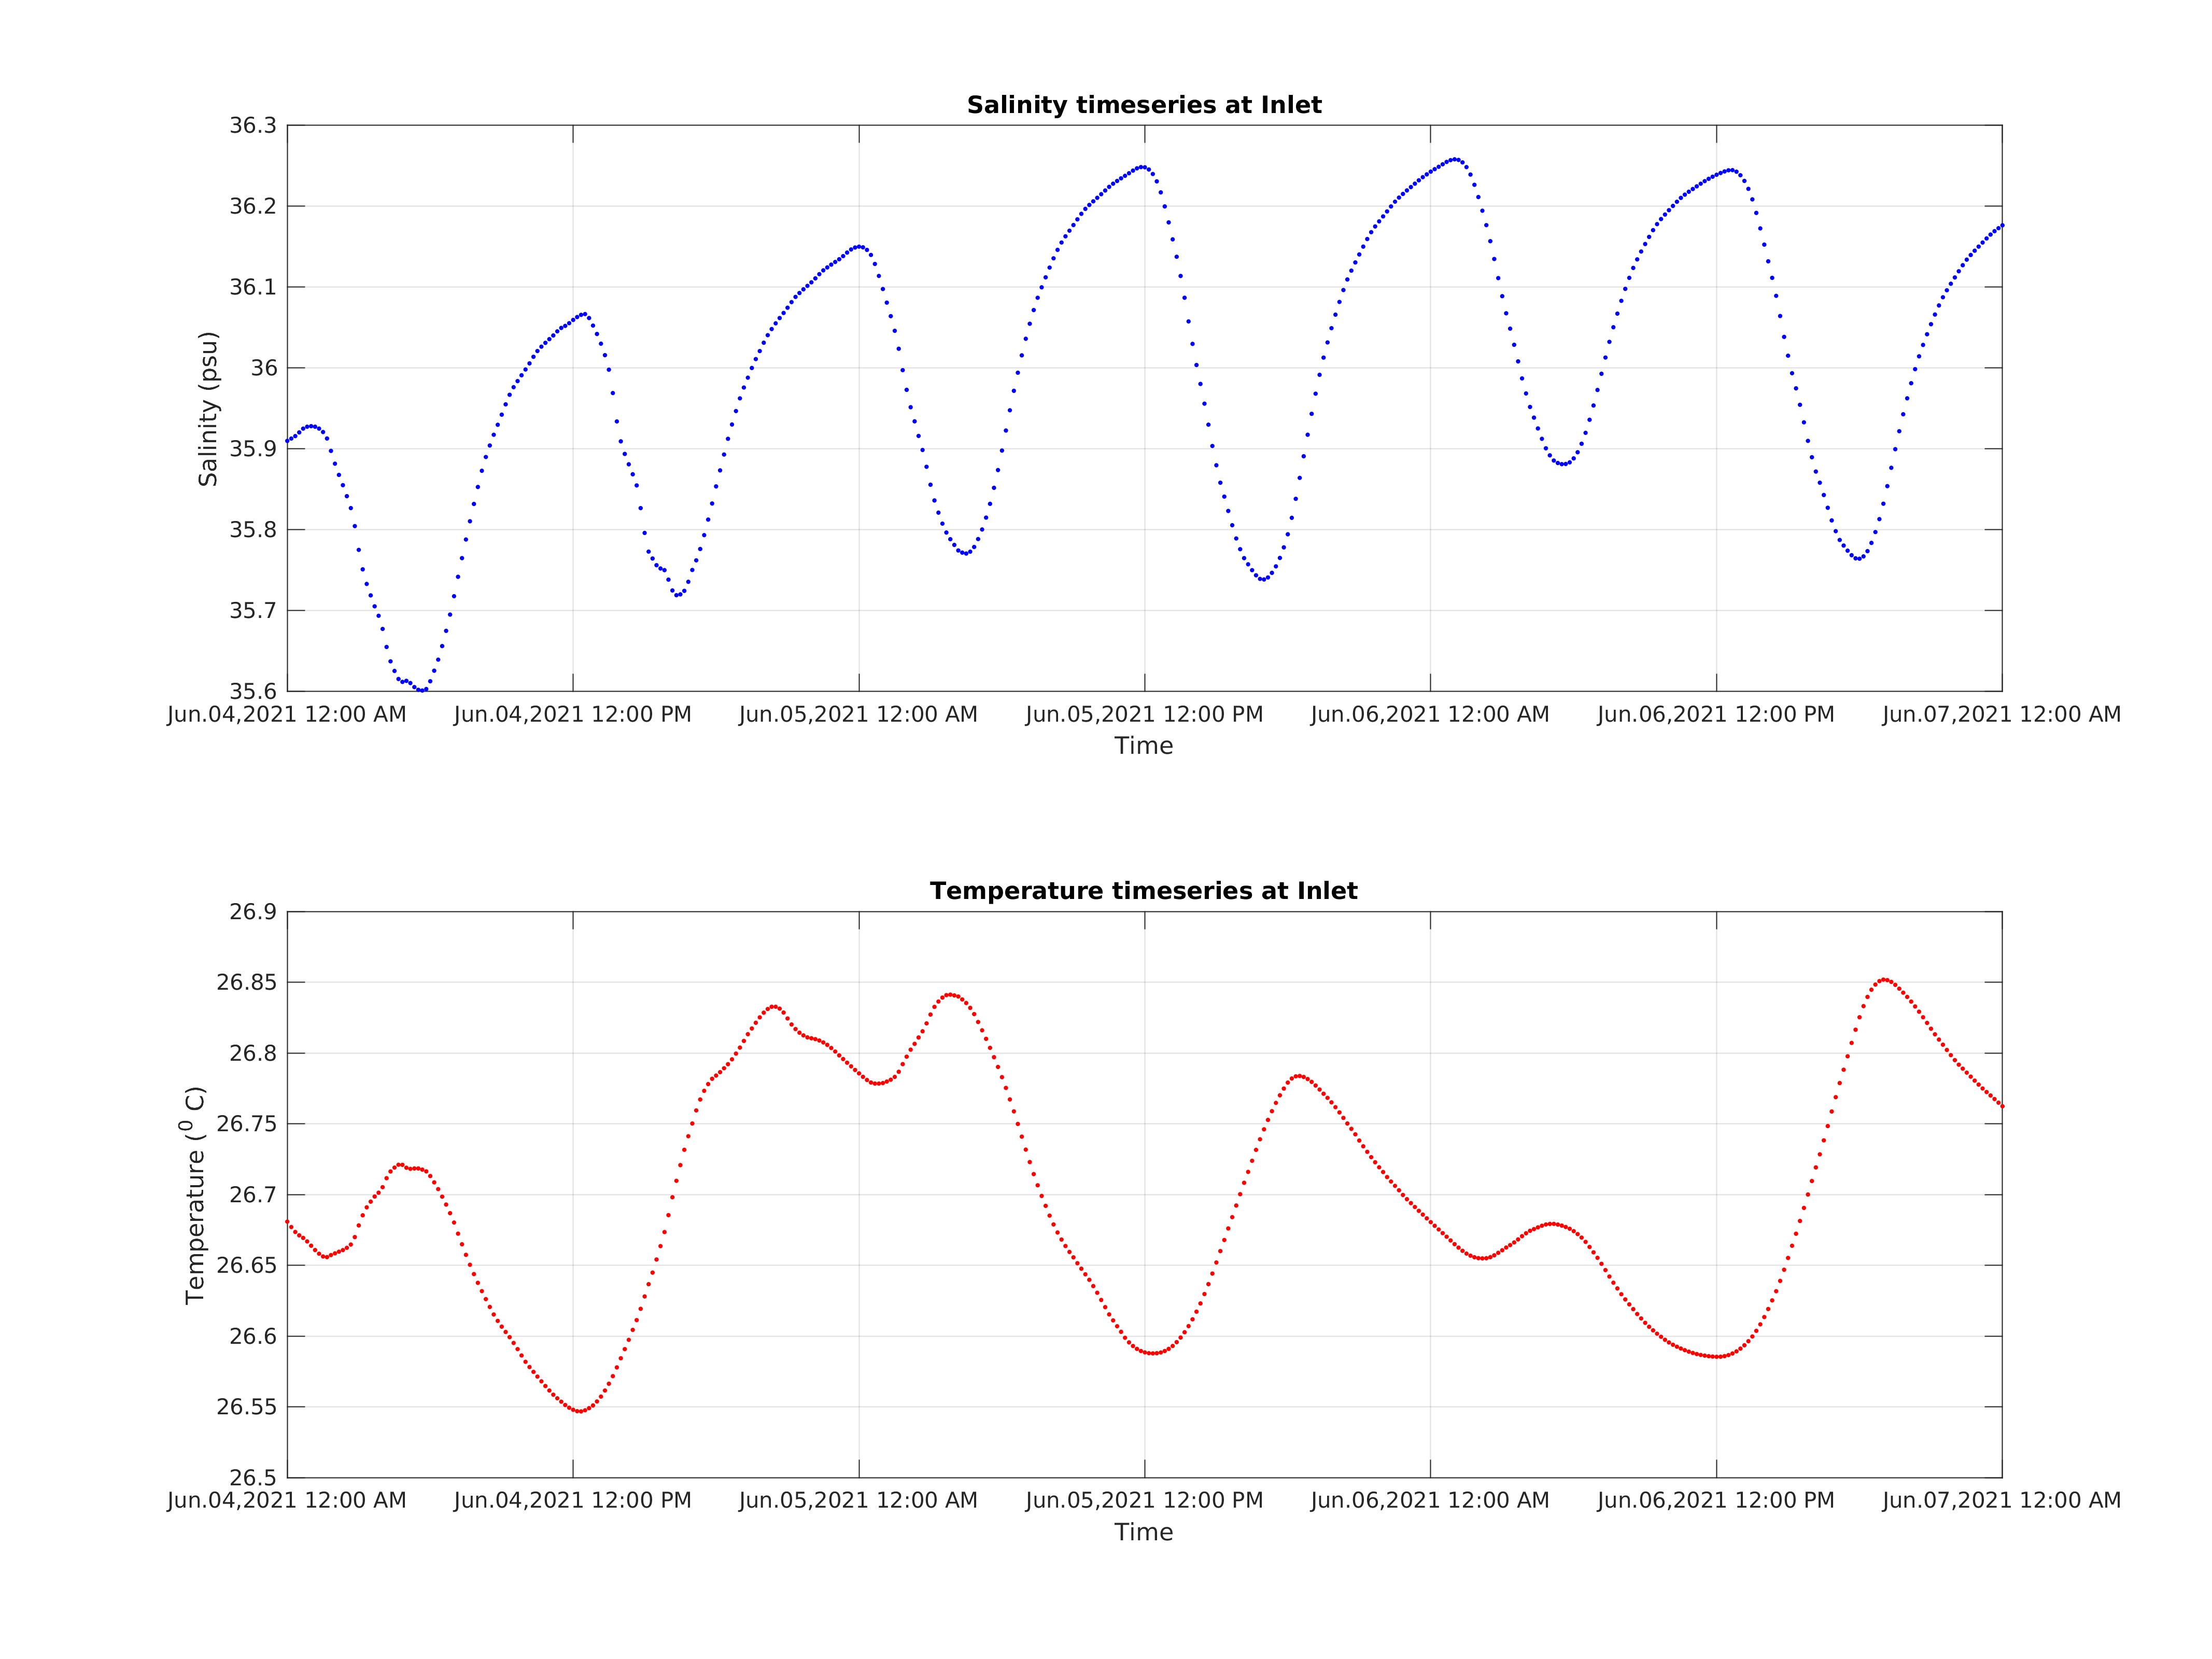 Salinity timeseries at Inlet
36.3
36.2
36.1
36
35.9
35.8
35.7
35.6
Salinity (psu)
Jun.04,2021 12:00 AM Jun.04,2021 12:00 PM Jun.05,2021 12:00 AM Jun.05,2021 12:00 PM Jun.06,2021 12:00 AM Jun.06,2021 12:00 PM Jun.07,2021 12:00 AM
Time
Temperature timeseries at Inlet
26.9
26.85
26.8
26.75
26.7
26.65
26.6
26.55
26.5
Temperature (⁰ C)
Jun.04,2021 12:00 AM Jun.04,2021 12:00 PM Jun.05,2021 12:00 AM Jun.05,2021 12:00 PM Jun.06,2021 12:00 AM Jun.06,2021 12:00 PM Jun.07,2021 12:00 AM
Time